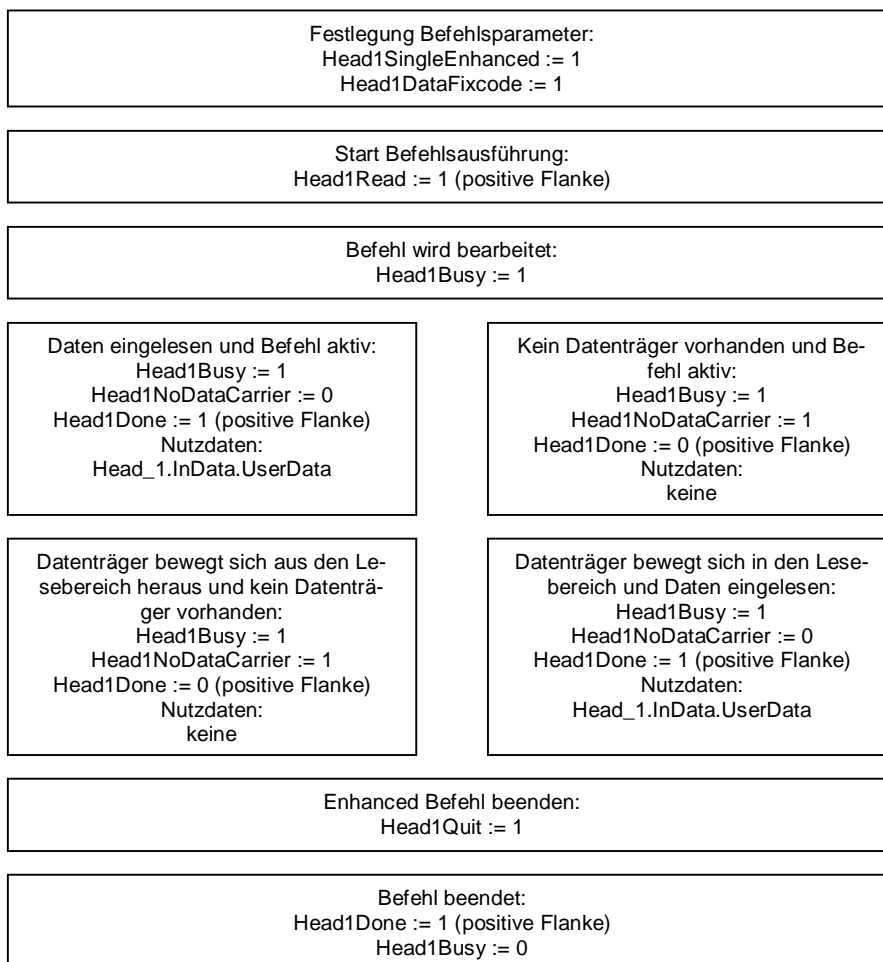 Festlegung Befehlsparameter:
Head1SingleEnhanced := 1
Head1DataFixcode := 1
Start Befehlsausführung:
Head1Read := 1 (positive Flanke)
Befehl wird bearbeitet:
Head1Busy := 1
Daten eingelesen und Befehl aktiv:
Head1Busy := 1
Head1NoDataCarrier := 0
Head1Done := 1 (positive Flanke)
Nutzdaten:
Head_1.InData.UserData
Kein Datenträger vorhanden und Be-
fehl aktiv:
Head1Busy := 1
Head1NoDataCarrier := 1
Head1Done := 0 (positive Flanke)
Nutzdaten:
keine
Datenträger bewegt sich aus den Le-
sebereich heraus und kein Datenträ-
ger vorhanden:
Head1Busy := 1
Head1NoDataCarrier := 1
Head1Done := 0 (positive Flanke)
Nutzdaten:
keine
Datenträger bewegt sich in den Lese-
bereich und Daten eingelesen:
Head1Busy := 1
Head1NoDataCarrier := 0
Head1Done := 1 (positive Flanke)
Nutzdaten:
Head_1.InData.UserData
Enhanced Befehl beenden:
Head1Quit := 1
Befehl beendet:
Head1Done := 1 (positive Flanke)
Head1Busy := 0